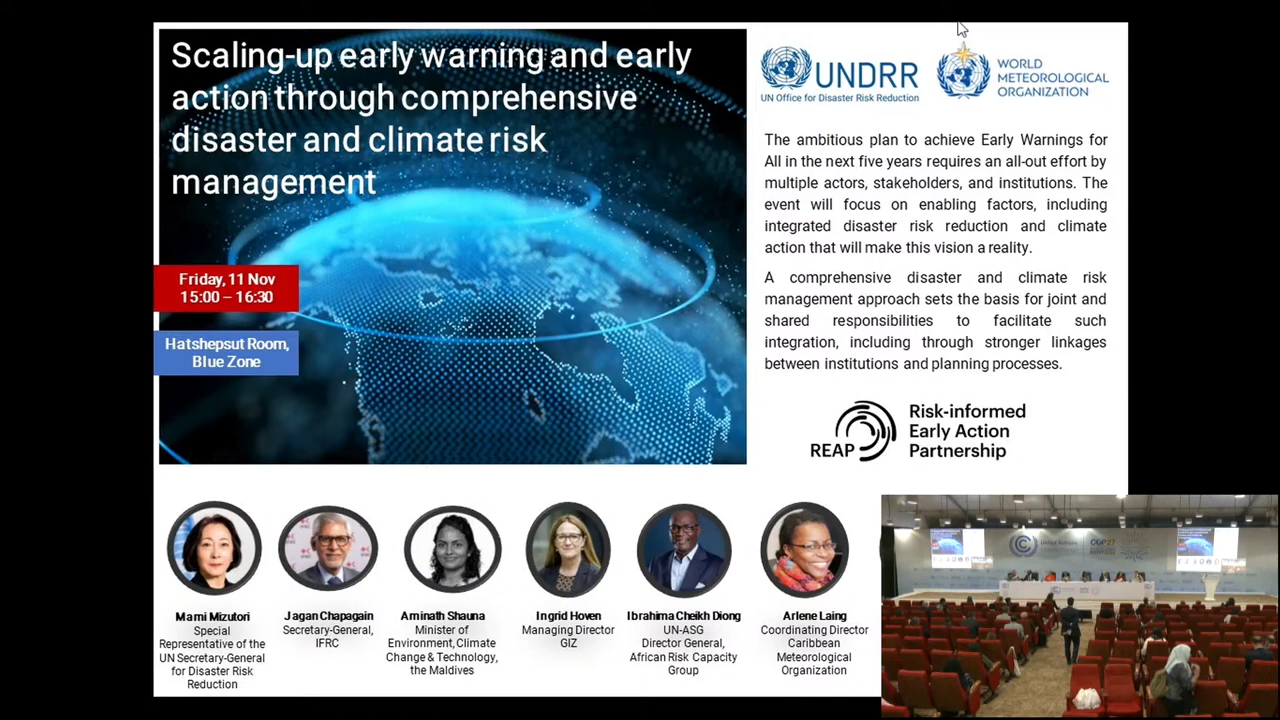 Scaling-up early warning and early
action through comprehensive
disaster and climate risk
management
Friday, 11 Nov
15:00 – 16:30
Hatshepsut Room,
Blue Zone
UNDRR
UN Office for Disaster Risk Reduction
WORLD
METEOROLOGICAL
ORGANIZATION
The ambitious plan to achieve Early Warnings for
All in the next five years requires an all-out effort by
multiple actors, stakeholders, and institutions. The
event will focus on enabling factors, including
integrated disaster risk reduction and climate
action that will make this vision a reality.
A comprehensive disaster and climate risk
management approach sets the basis for joint and
shared responsibilities to facilitate such
integration, including through stronger linkages
between institutions and planning processes.
REAP
Risk-informed
Early Action
Partnership
Mami Mizutori
Special
Representative of the
UN Secretary-General
for Disaster Risk
Reduction
Jagan Chapagain
Secretary-General,
IFRC
Aminath Shauna
Minister of
Environment, Climate
Change & Technology,
the Maldives
Ingrid Hoven
Managing Director
GIZ
Ibrahima Cheikh Diong
UN-ASG
Director General,
African Risk Capacity
Group
Arlene Laing
Coordinating Director
Caribbean
Meteorological
Organization
United Nations
COP27